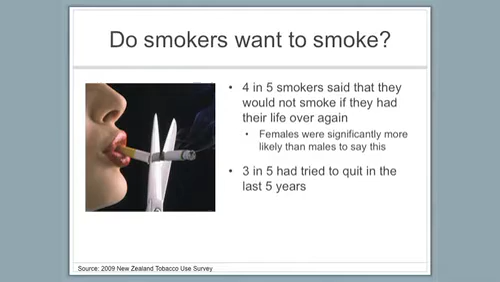 Do smokers want to smoke?
• 4 in 5 smokers said that they
would not smoke if they had
their life over again
• Females were significantly more
likely than males to say this
• 3 in 5 had tried to quit in the
last 5 years
Source: 2009 New Zealand Tobacco Use Survey